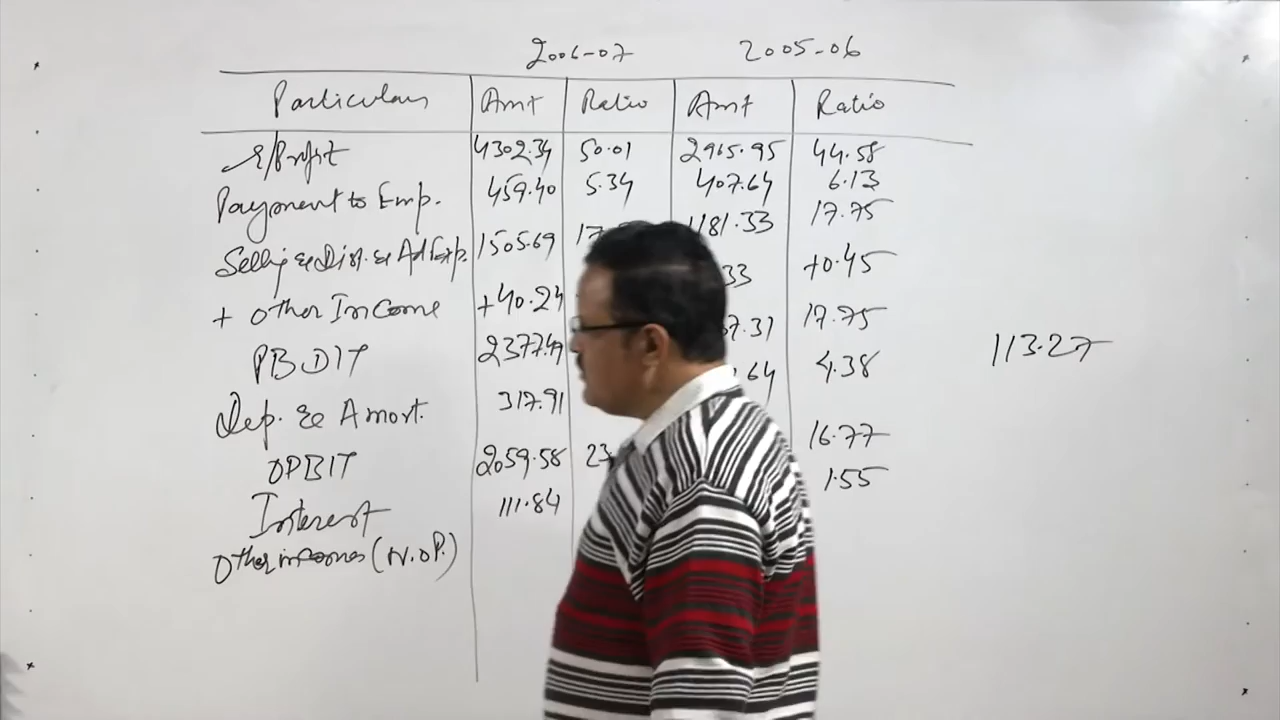 2006-07 2005-06
Particulars Amt Ratio Amt Ratio
G/Profit 4302.34 50.01 2965.95 44.58
Payment to Emp. 459.40 5.34 407.64 6.13
Selling & Dist. & Ad Exp. 1505.69 17. 1181.33 17.75
+ Other Income +40.24 33 +0.45
PBDIT 2377.49 7.31 17.75
Dep. & Amort. 317.91 .64 4.38
OPBIT 2059.58 23 16.77
Interest 111.84 1.55
Other incomes (N.OP.)
113.27